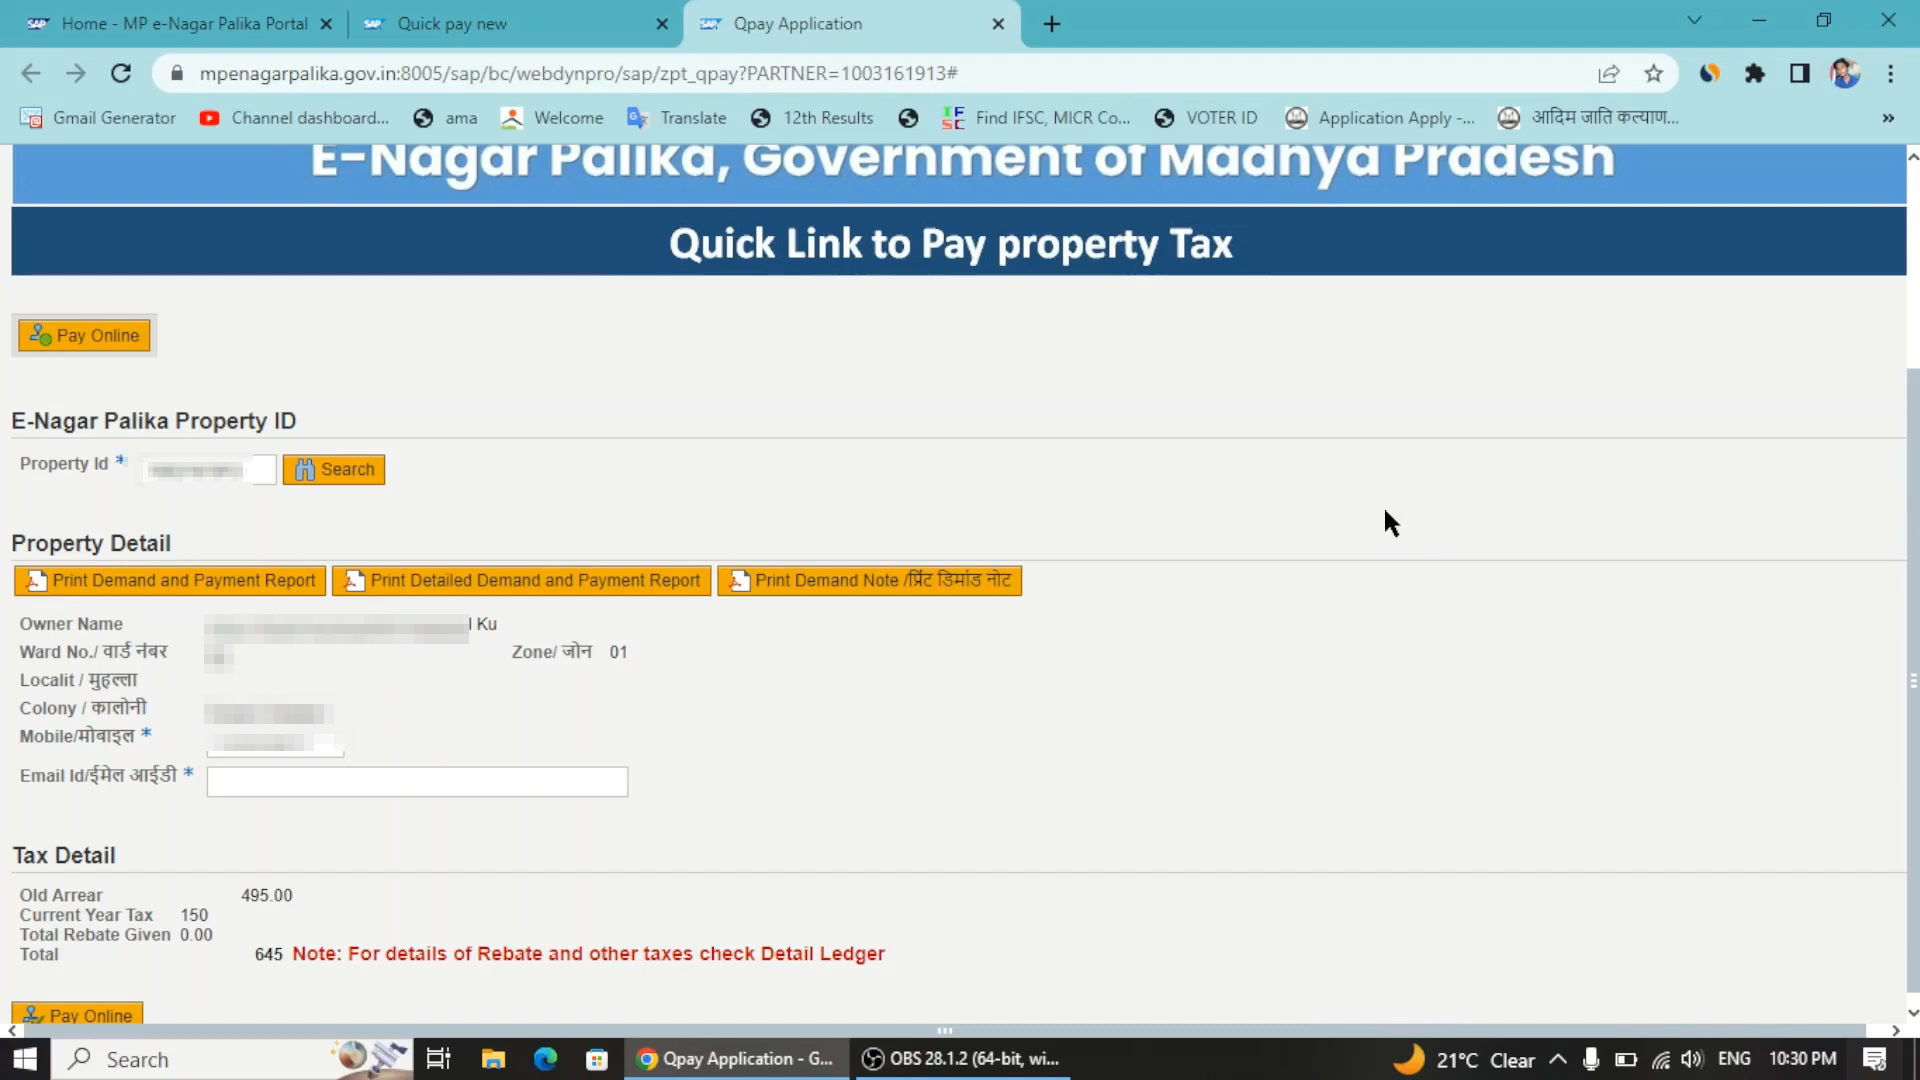 Home - MP e-Nagar Palika Portal
Quick pay new
Qpay Application
mpenagarpalika.gov.in:8005/sap/bc/webdynpro/sap/zpt_qpay?PARTNER=1003161913#
Gmail Generator
Channel dashboard...
ama
Welcome
Translate
12th Results
Find IFSC, MICR Co...
VOTER ID
Application Apply -...
आदिम जाति कल्याण...
E-Nagar Palika, Government of Madhya Pradesh
Quick Link to Pay property Tax
Pay Online
E-Nagar Palika Property ID
Property Id *
Search
Property Detail
Print Demand and Payment Report
Print Detailed Demand and Payment Report
Print Demand Note /प्रिंट डिमांड नोट
Owner Name l Ku
Ward No./ वार्ड नंबर Zone/ जोन 01
Localit / मुहल्ला
Colony / कालोनी
Mobile/मोबाइल *
Email Id/ईमेल आईडी *
Tax Detail
Old Arrear 495.00
Current Year Tax 150
Total Rebate Given 0.00
Total 645 Note: For details of Rebate and other taxes check Detail Ledger
Pay Online
Search
Qpay Application - G...
OBS 28.1.2 (64-bit, wi...
21°C Clear
ENG
10:30 PM